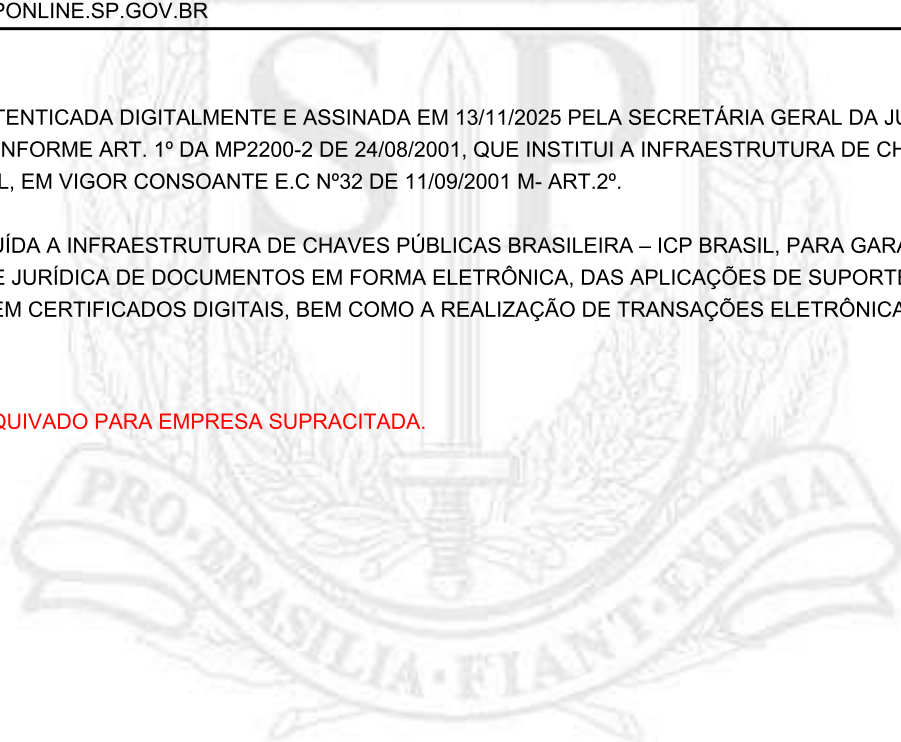 PONLINE.SP.GOV.BR
TENTICADA DIGITALMENTE E ASSINADA EM 13/11/2025 PELA SECRETÁRIA GERAL DA JU
NFORME ART. 1º DA MP2200-2 DE 24/08/2001, QUE INSTITUI A INFRAESTRUTURA DE CH
L, EM VIGOR CONSOANTE E.C Nº32 DE 11/09/2001 M- ART.2º.
UÍDA A INFRAESTRUTURA DE CHAVES PÚBLICAS BRASILEIRA – ICP BRASIL, PARA GARA
E JURÍDICA DE DOCUMENTOS EM FORMA ELETRÔNICA, DAS APLICAÇÕES DE SUPORTE
EM CERTIFICADOS DIGITAIS, BEM COMO A REALIZAÇÃO DE TRANSAÇÕES ELETRÔNICA
QUIVADO PARA EMPRESA SUPRACITADA.
SP
PRO·BRASILIA·FIANT·EXIMIA